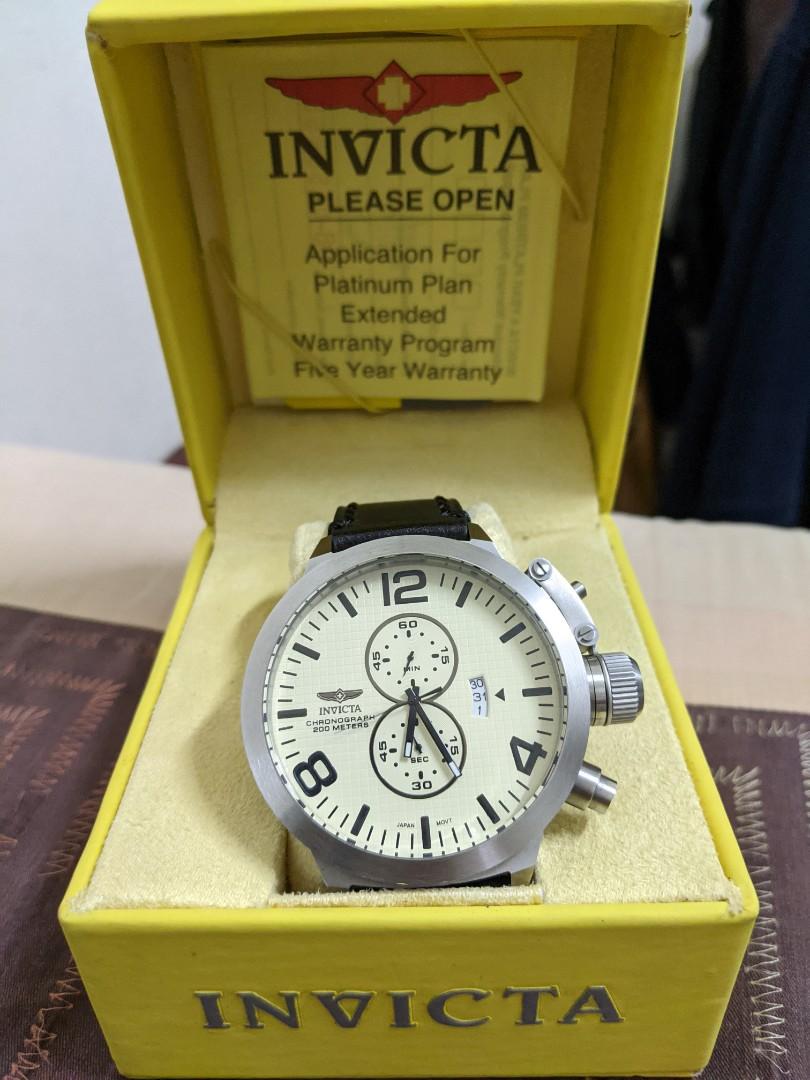 INVICTA
PLEASE OPEN
Application For
Platinum Plan
Extended
Warranty Program
Five Year Warranty
12
60
45
15
MIN
30
31
1
INVICTA
CHRONOGRAPH
200 METERS
45
15
SEC
30
8
4
JAPAN MOVT
INVICTA